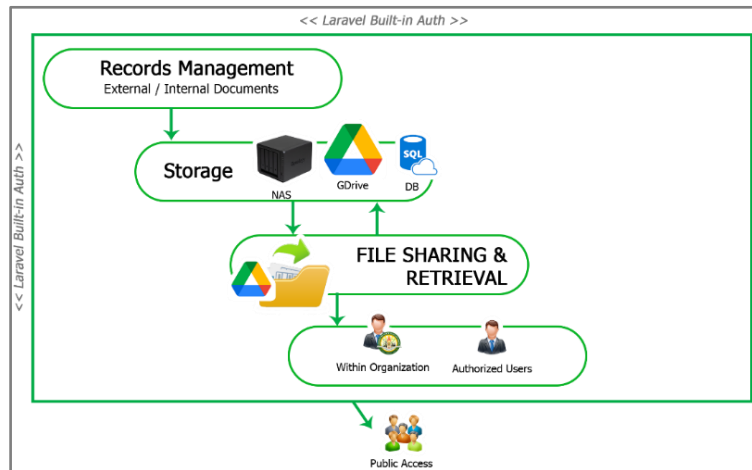 << Laravel Built-in Auth >>
<< Laravel Built-in Auth >>
Records Management
External / Internal Documents
Storage
NAS
GDrive
SQL
DB
FILE SHARING &
RETRIEVAL
Within Organization
Authorized Users
Public Access